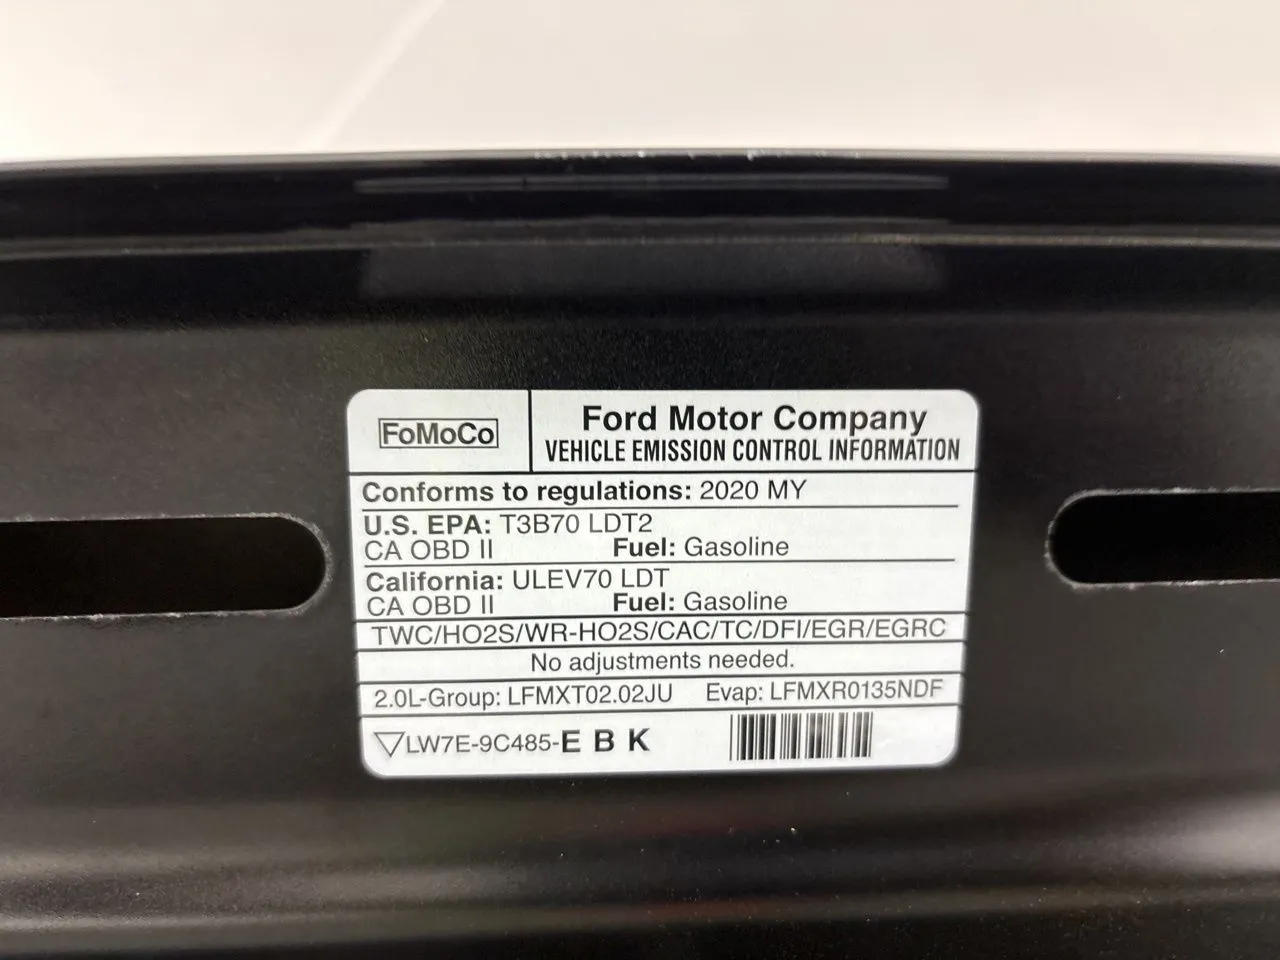 FoMoCo
Ford Motor Company
VEHICLE EMISSION CONTROL INFORMATION
Conforms to regulations: 2020 MY
U.S. EPA: T3B70 LDT2
CA OBD II Fuel: Gasoline
California: ULEV70 LDT
CA OBD II Fuel: Gasoline
TWC/HO2S/WR-HO2S/CAC/TC/DFI/EGR/EGRC
No adjustments needed.
2.0L-Group: LFMXT02.02JU Evap: LFMXR0135NDF
LW7E-9C485-E B K